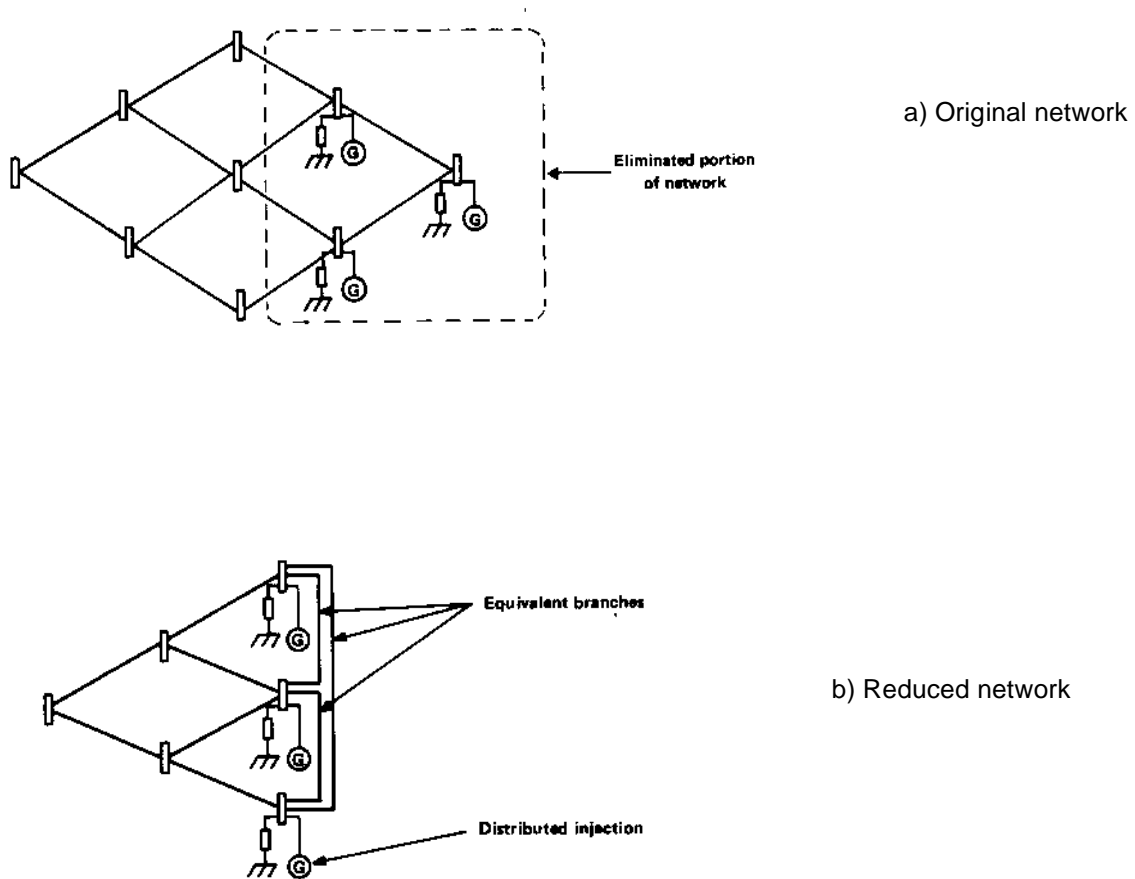 a) Original network
G
Eliminated portion
of network
G
G
Equivalent branches
G
b) Reduced network
G
Distributed injection
G